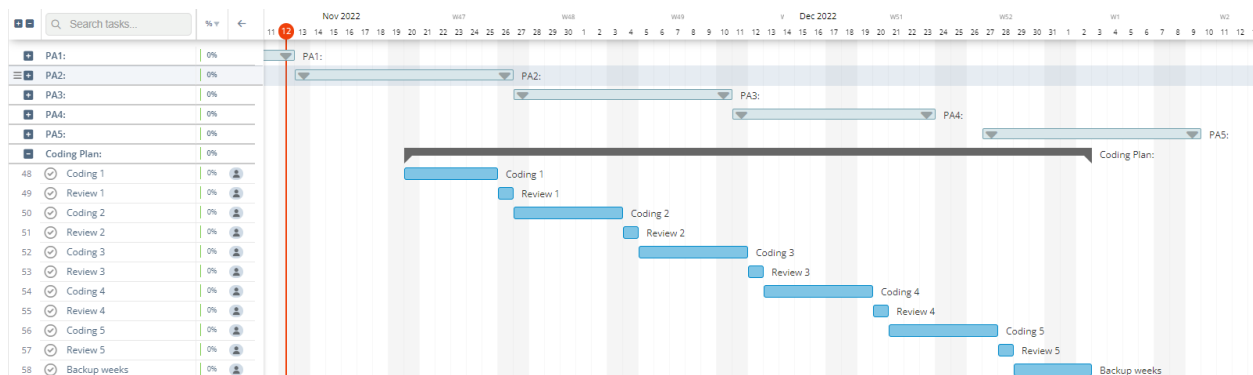 Nov 2022 W47 W48 W49 Dec 2022 W51 W52 W1 W2
Search tasks... %
11 12 13 14 15 16 17 18 19 20 21 22 23 24 25 26 27 28 29 30 1 2 3 4 5 6 7 8 9 10 11 12 13 14 15 16 17 18 19 20 21 22 23 24 25 26 27 28 29 30 31 1 2 3 4 5 6 7 8 9 10 11 12
PA1: 0% PA1:
PA2: 0% PA2:
PA3: 0% PA3:
PA4: 0% PA4:
PA5: 0% PA5:
Coding Plan: 0% Coding Plan:
48 Coding 1 0% Coding 1
49 Review 1 0% Review 1
50 Coding 2 0% Coding 2
51 Review 2 0% Review 2
52 Coding 3 0% Coding 3
53 Review 3 0% Review 3
54 Coding 4 0% Coding 4
55 Review 4 0% Review 4
56 Coding 5 0% Coding 5
57 Review 5 0% Review 5
58 Backup weeks 0% Backup weeks